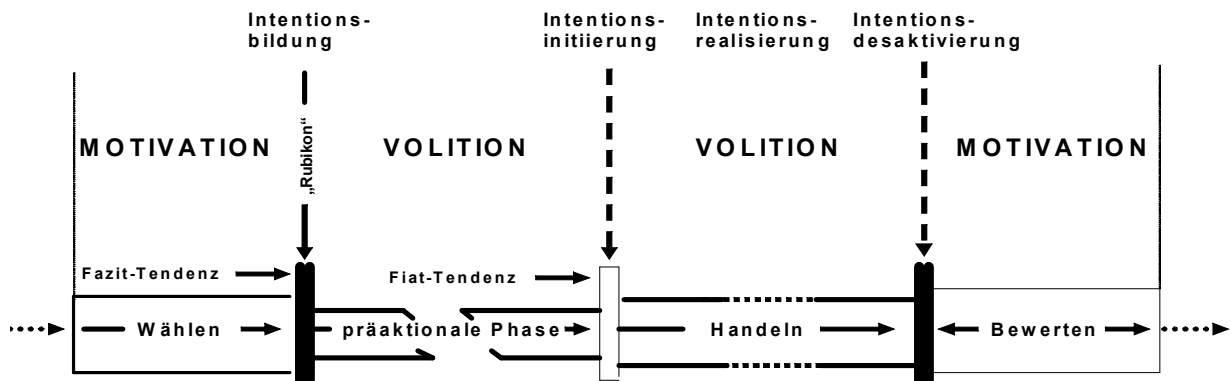 Intentions-
bildung
Intentions-
initiierung
Intentions-
realisierung
Intentions-
desaktivierung
MOTIVATION
„Rubikon“
VOLITION
VOLITION
MOTIVATION
Fazit-Tendenz
Fiat-Tendenz
Wählen
präaktionale Phase
Handeln
Bewerten